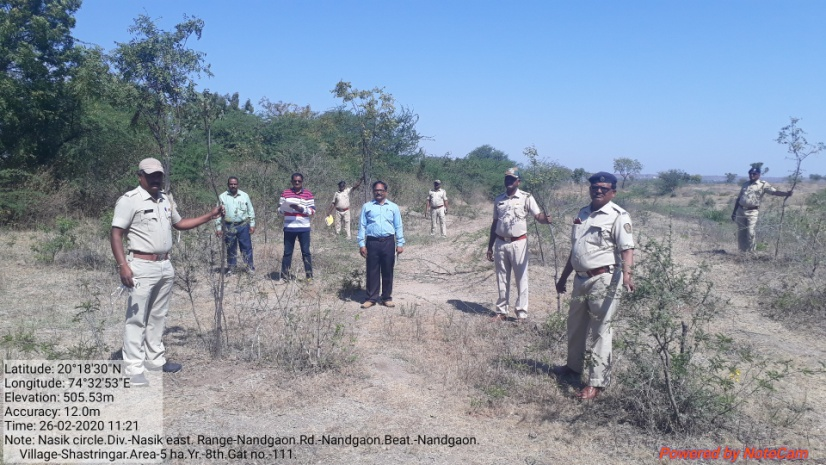 Latitude: 20°18'30"N
Longitude: 74°32'53"E
Elevation: 505.53m
Accuracy: 12.0m
Time: 26-02-2020 11:21
Note: Nasik circle.Div.-Nasik east. Range-Nandgaon.Rd.-Nandgaon.Beat.-Nandgaon.
Village-Shastringar.Area-5 ha.Yr.-8th.Gat no.-111.
Powered by NoteCam